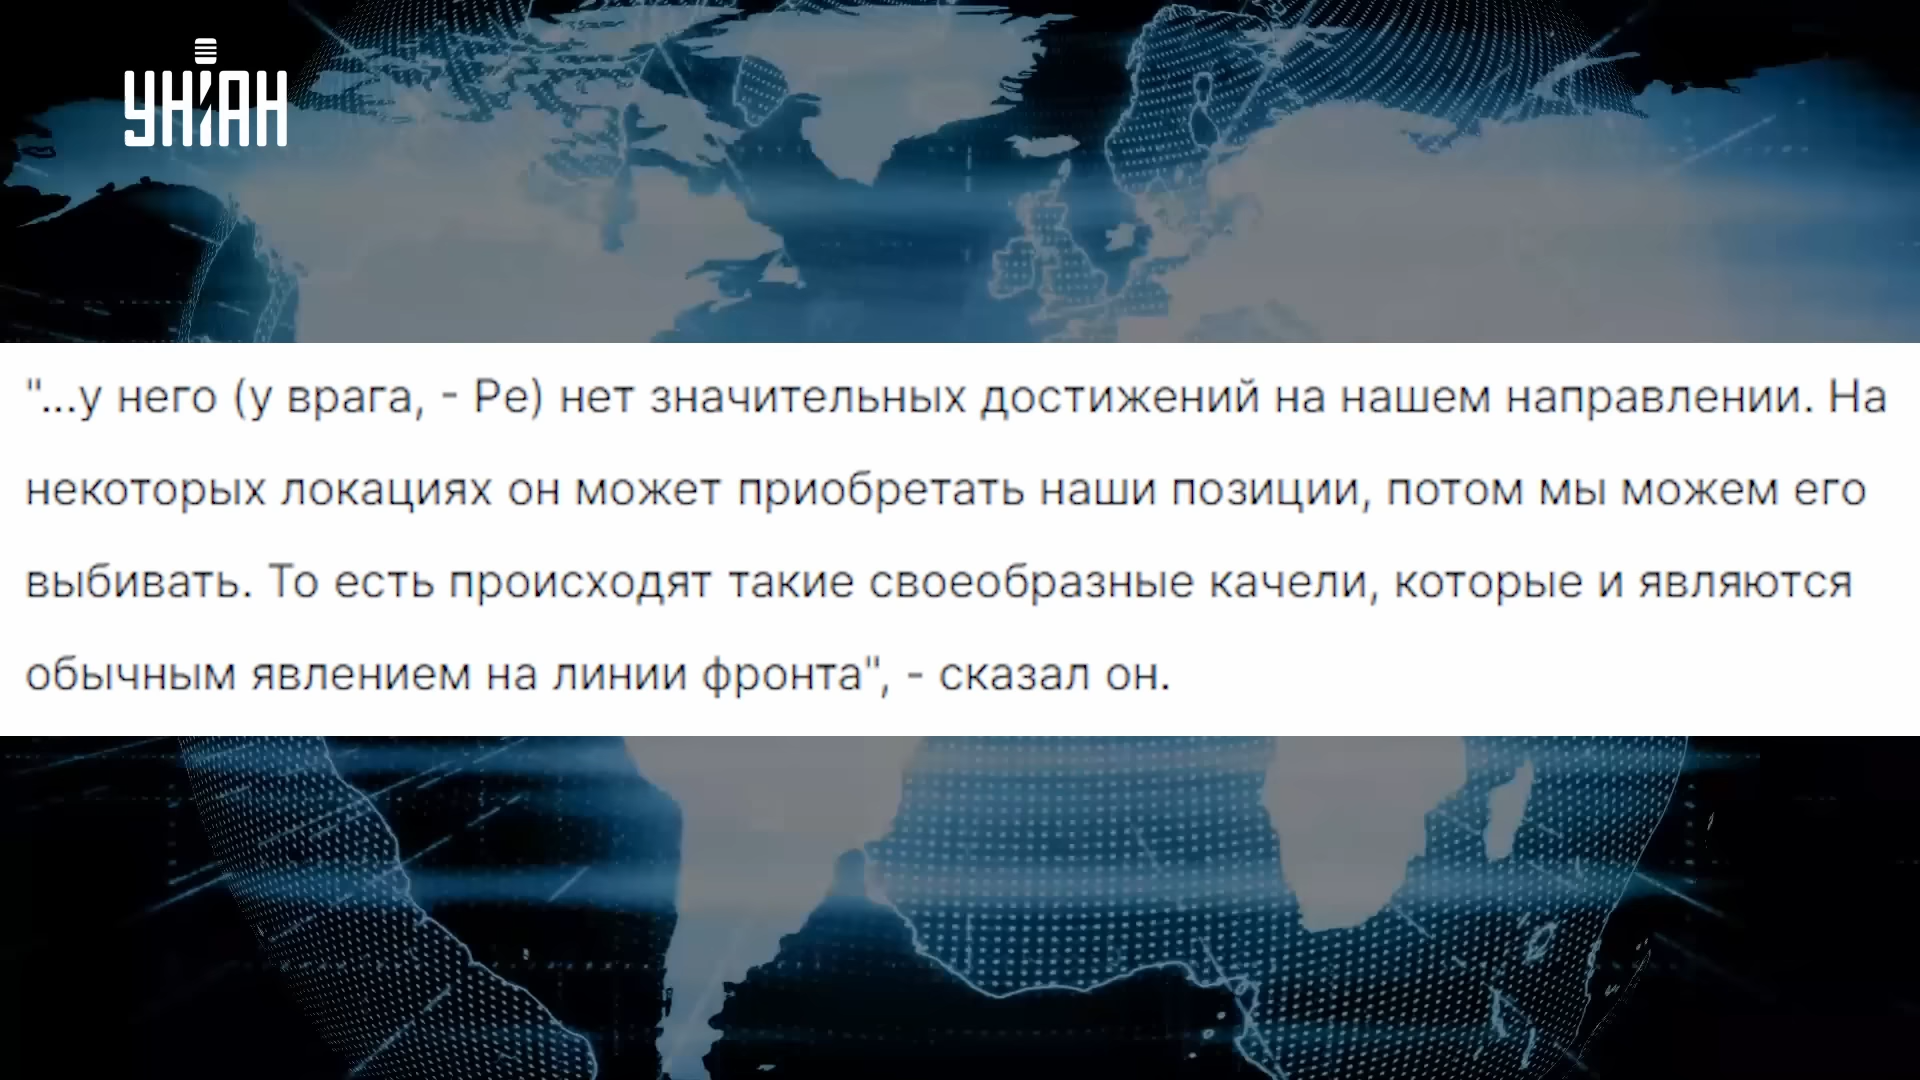 УНІАН
"...у него (у врага, - Ре) нет значительных достижений на нашем направлении. На
некоторых локациях он может приобретать наши позиции, потом мы можем его
выбивать. То есть происходят такие своеобразные качели, которые и являются
обычным явлением на линии фронта", - сказал он.